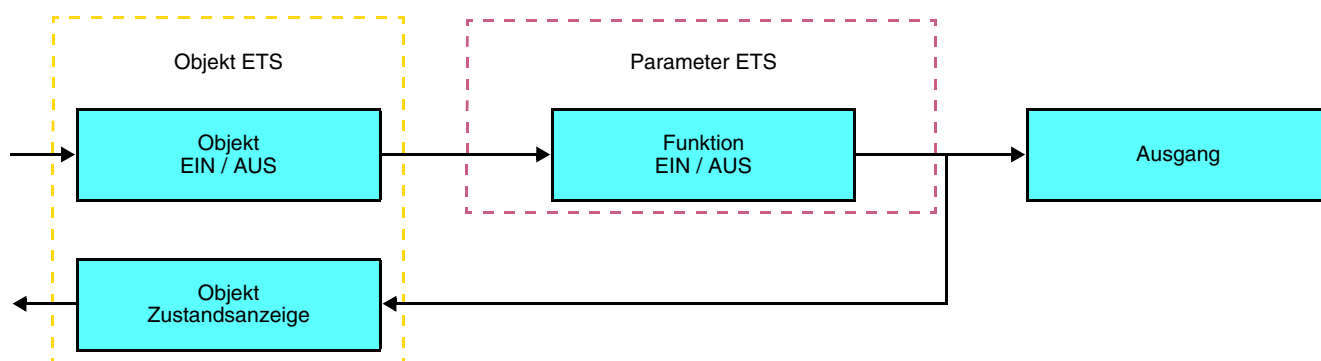 Objekt ETS
Parameter ETS
Objekt
EIN / AUS
Funktion
EIN / AUS
Ausgang
Objekt
Zustandsanzeige